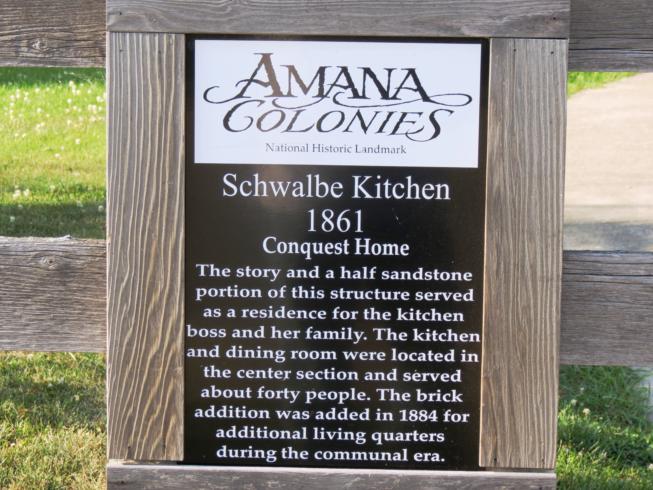 AMANA
COLONIES
National Historic Landmark
Schwalbe Kitchen
1861
Conquest Home
The story and a half sandstone
portion of this structure served
as a residence for the kitchen
boss and her family. The kitchen
and dining room were located in
the center section and served
about forty people. The brick
addition was added in 1884 for
additional living quarters
during the communal era.